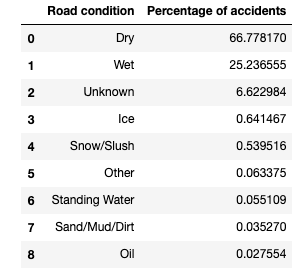 Road condition Percentage of accidents
0 Dry 66.778170
1 Wet 25.236555
2 Unknown 6.622984
3 Ice 0.641467
4 Snow/Slush 0.539516
5 Other 0.063375
6 Standing Water 0.055109
7 Sand/Mud/Dirt 0.035270
8 Oil 0.027554